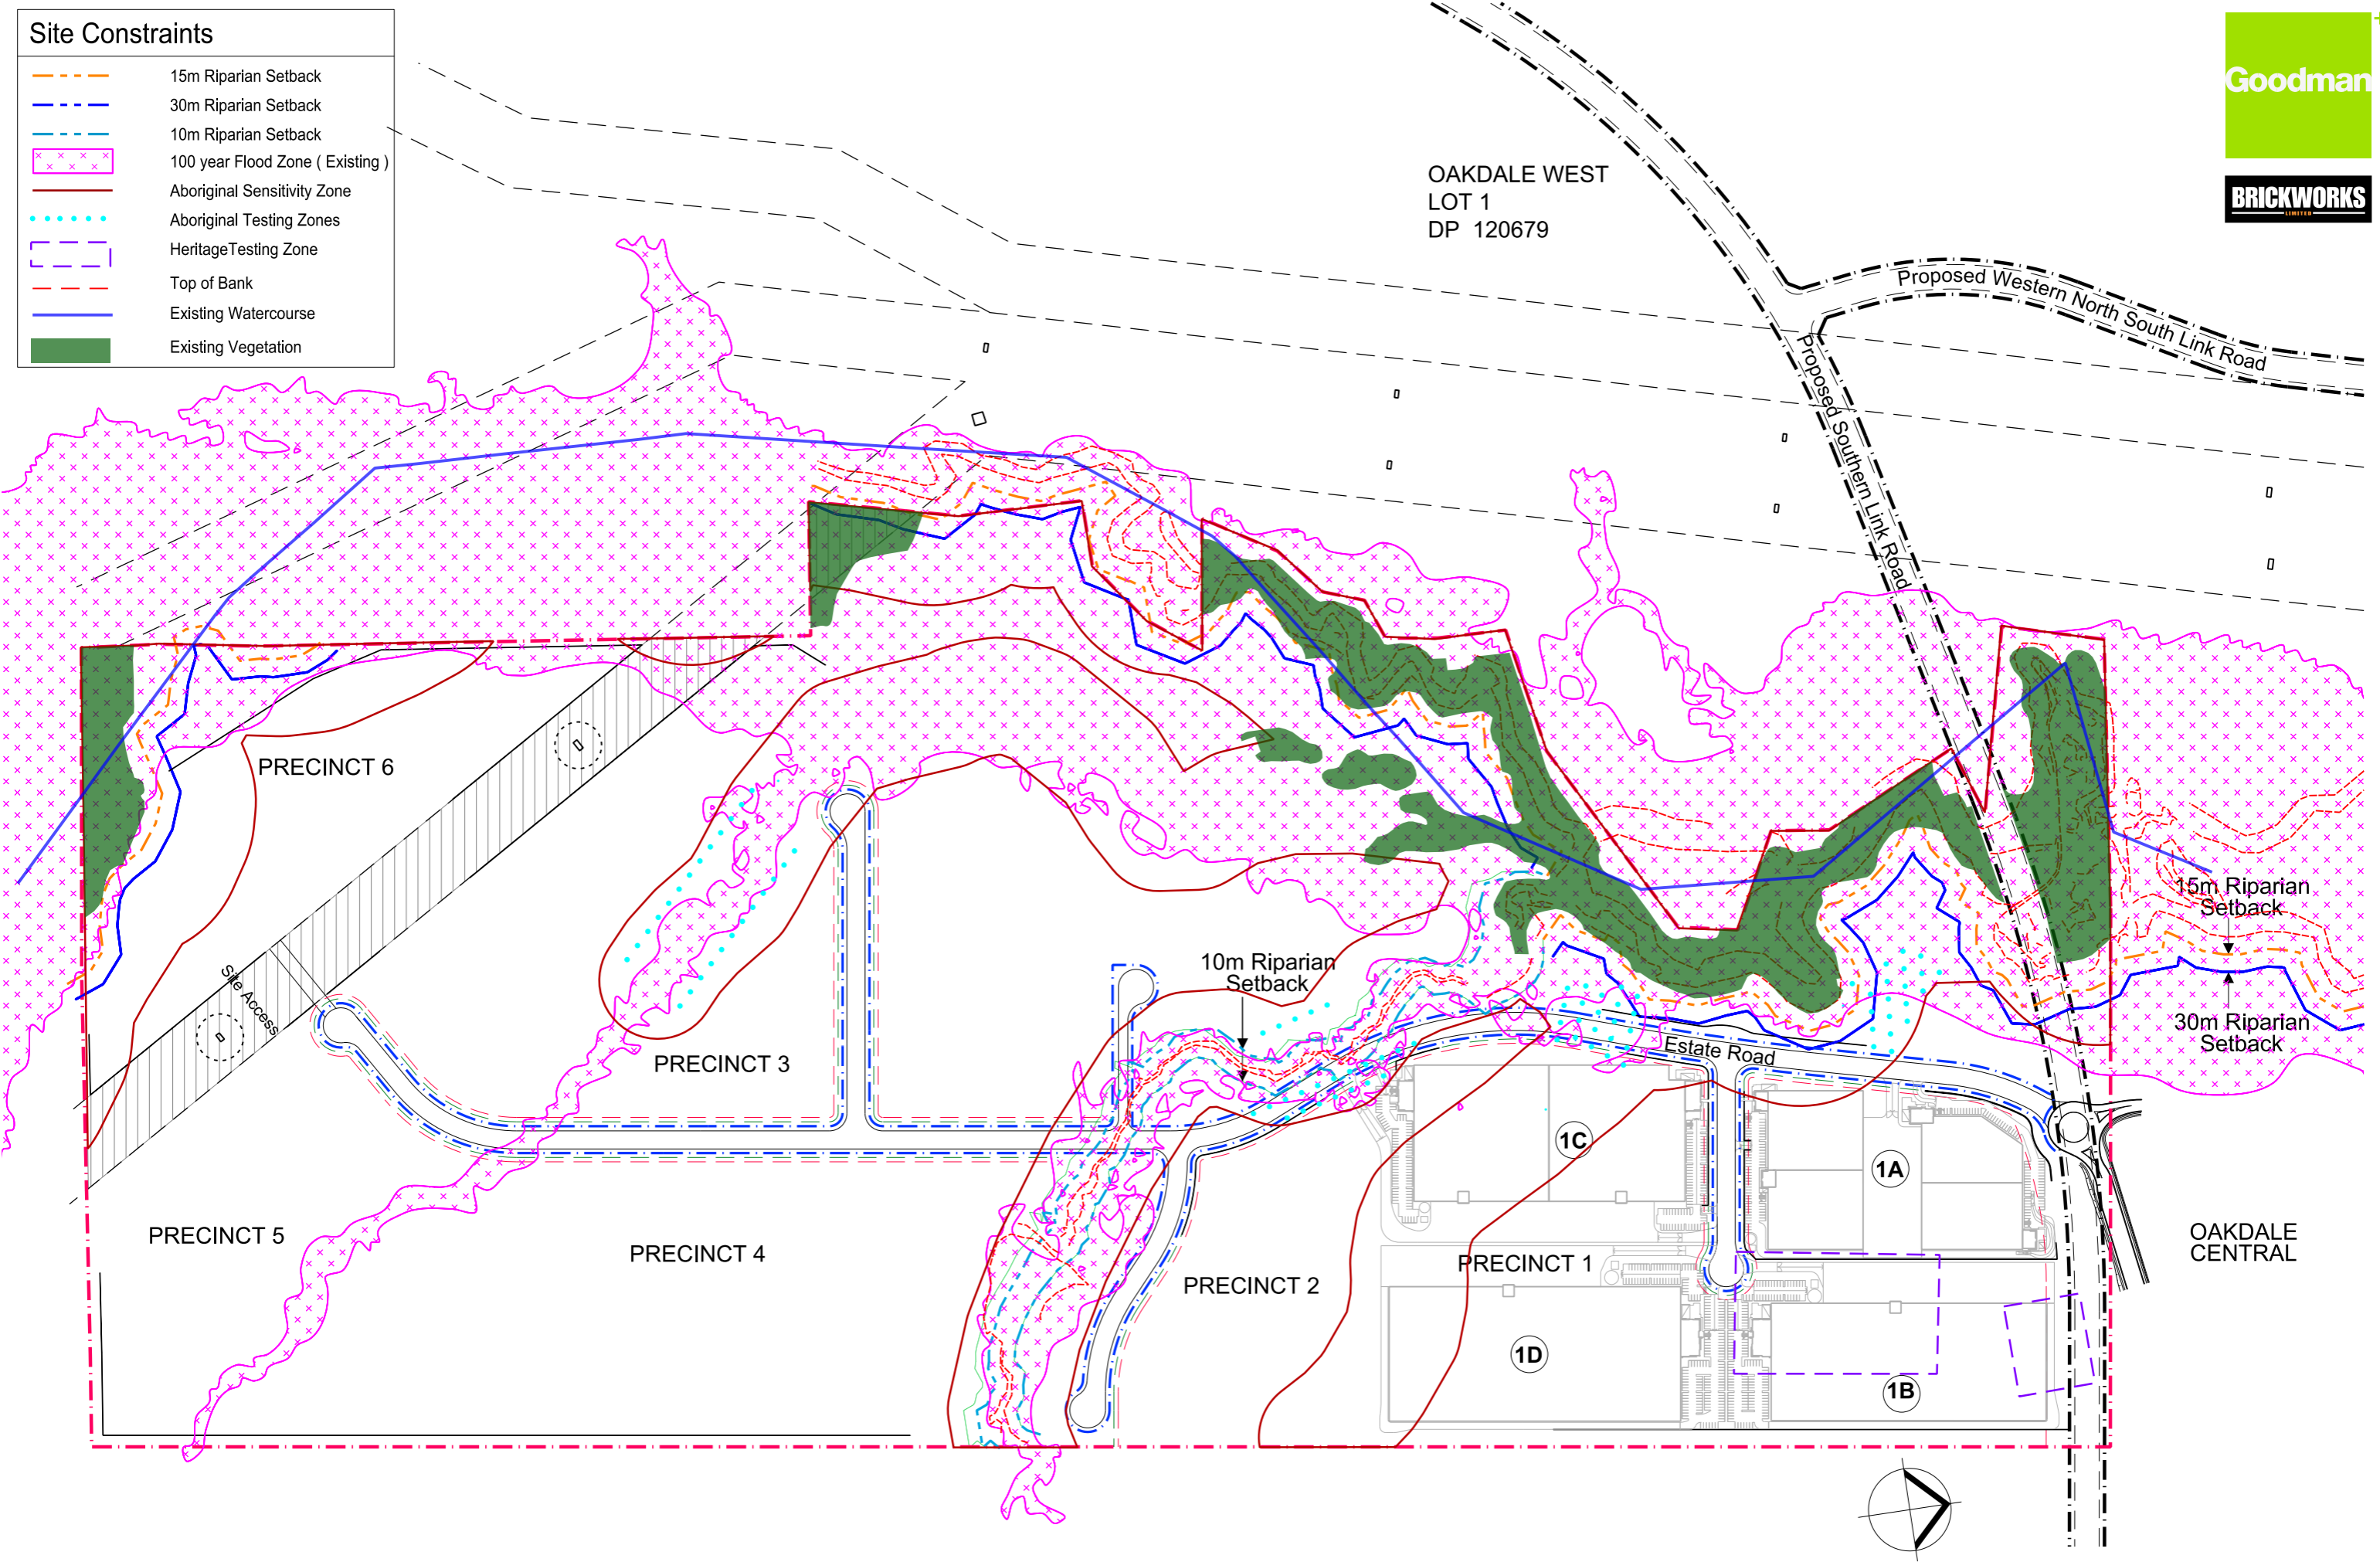 Site Constraints
15m Riparian Setback
30m Riparian Setback
10m Riparian Setback
100 year Flood Zone ( Existing )
Aboriginal Sensitivity Zone
Aboriginal Testing Zones
HeritageTesting Zone
Top of Bank
Existing Watercourse
Existing Vegetation
Goodman
BRICKWORKS
LIMITED
OAKDALE WEST
LOT 1
DP 120679
Proposed Western North South Link Road
Proposed Southern Link Road
PRECINCT 6
Site Access
PRECINCT 3
10m Riparian
Setback
15m Riparian
Setback
30m Riparian
Setback
Estate Road
1C
1A
PRECINCT 5
PRECINCT 4
PRECINCT 2
PRECINCT 1
OAKDALE
CENTRAL
1D
1B